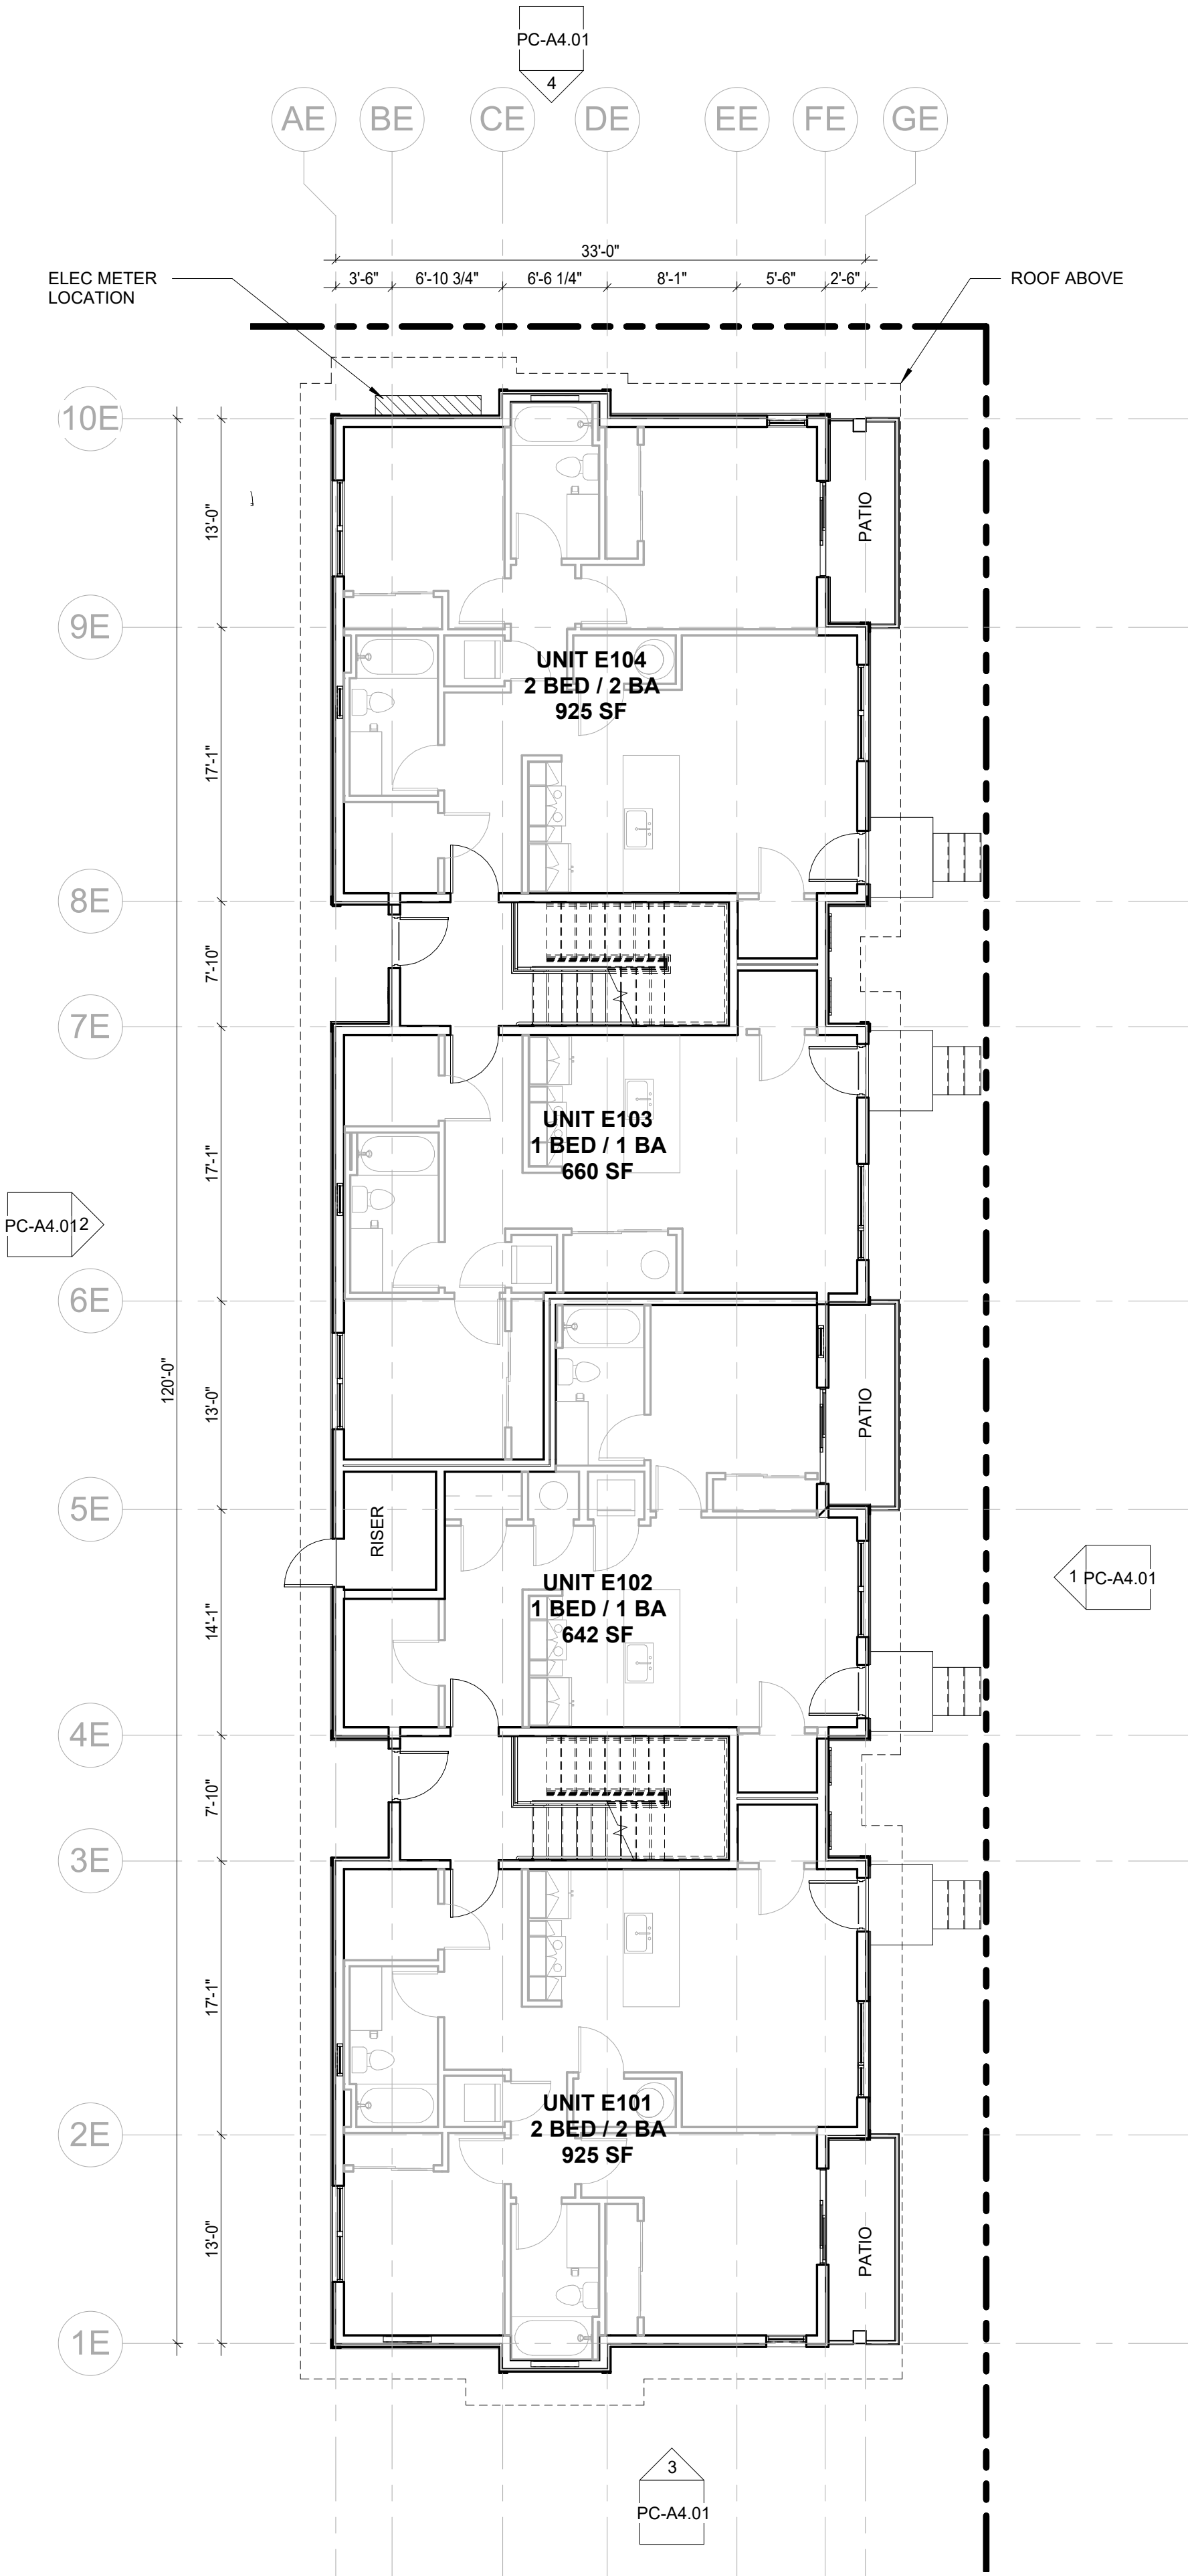 PC-A4.01
4
AE
BE
CE
DE
EE
FE
GE
33'-0"
3'-6"
6'-10 3/4"
6'-6 1/4"
8'-1"
5'-6"
2'-6"
ELEC METER
LOCATION
ROOF ABOVE
10E
13'-0"
PATIO
9E
UNIT E104
2 BED / 2 BA
925 SF
17'-1"
8E
7'-10"
7E
UNIT E103
1 BED / 1 BA
660 SF
17'-1"
PC-A4.01
2
6E
120'-0"
13'-0"
PATIO
5E
RISER
UNIT E102
1 BED / 1 BA
642 SF
1
PC-A4.01
14'-1"
4E
7'-10"
3E
17'-1"
UNIT E101
2 BED / 2 BA
925 SF
2E
13'-0"
PATIO
1E
3
PC-A4.01